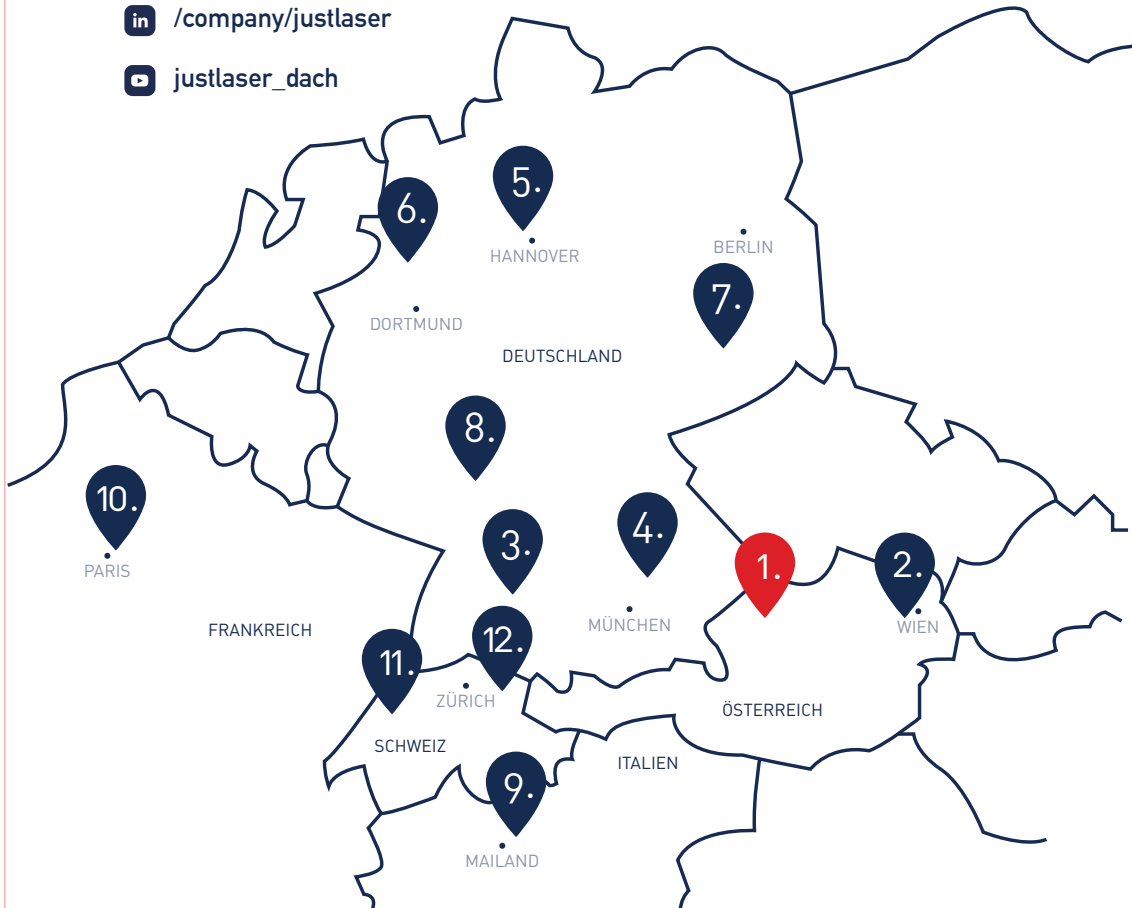 in /company/justlaser
justlaser_dach
5.
6.
BERLIN
HANNOVER
7.
DORTMUND
DEUTSCHLAND
8.
10.
3.
4.
1.
2.
PARIS
MÜNCHEN
WIEN
FRANKREICH
12.
11.
ZÜRICH
ÖSTERREICH
SCHWEIZ
ITALIEN
9.
MAILAND